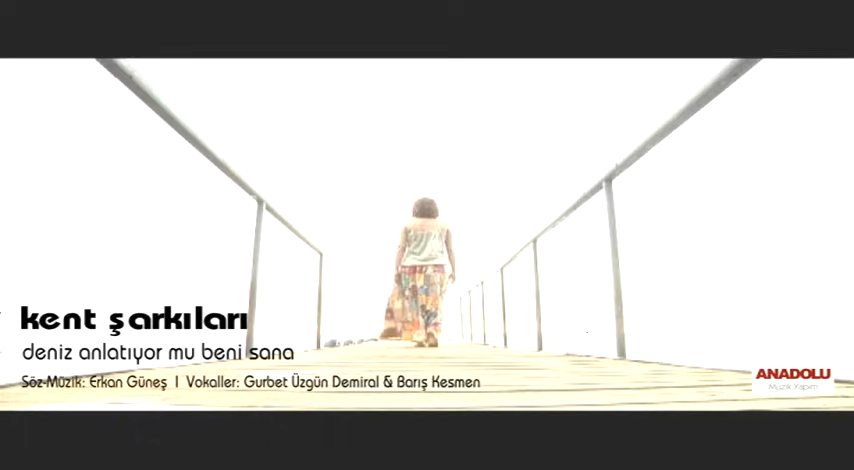 kent şarkıları
deniz anlatıyor mu beni sana
Söz-Müzik: Erkan Güneş | Vokaller: Gurbet Üzgün Demiral & Barış Kesmen
ANADOLU
Müzik Yapım